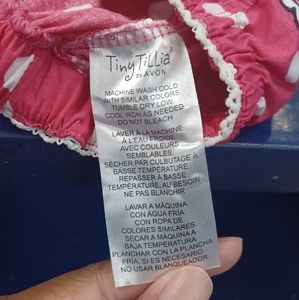 Tiny Tillia
BY AVON
MACHINE WASH COLD
WITH SIMILAR COLORS
TUMBLE DRY LOW
COOL IRON AS NEEDED
DO NOT BLEACH
LAVER À LA MACHINE
À L'EAU FROIDE
AVEC COULEURS
SEMBLABLES
SÉCHER PAR CULBUTAGE À
BASSE TEMPÉRATURE
REPASSER À BASSE
TEMPÉRATURE, AU BESOIN
NE PAS BLANCHIR
LAVAR A MÁQUINA
CON AGUA FRÍA
CON ROPA DE
COLORES SIMILARES
SECAR A MÁQUINA A
BAJA TEMPERATURA
PLANCHAR CON LA PLANCHA
FRÍA, SI ES NECESARIO
NO USAR BLANQUEADOR.